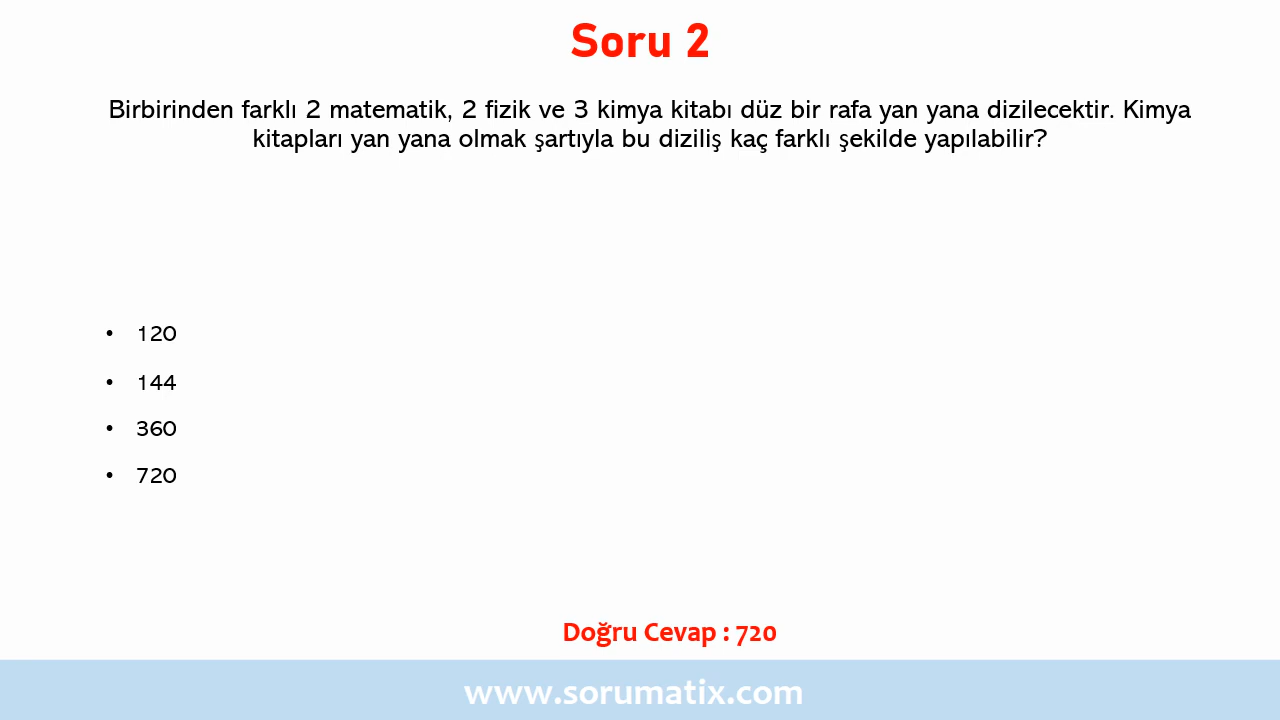 Soru 2
Birbirinden farklı 2 matematik, 2 fizik ve 3 kimya kitabı düz bir rafa yan yana dizilecektir. Kimya
kitapları yan yana olmak şartıyla bu diziliş kaç farklı şekilde yapılabilir?
• 120
• 144
• 360
• 720
Doğru Cevap : 720
www.sorumatix.com